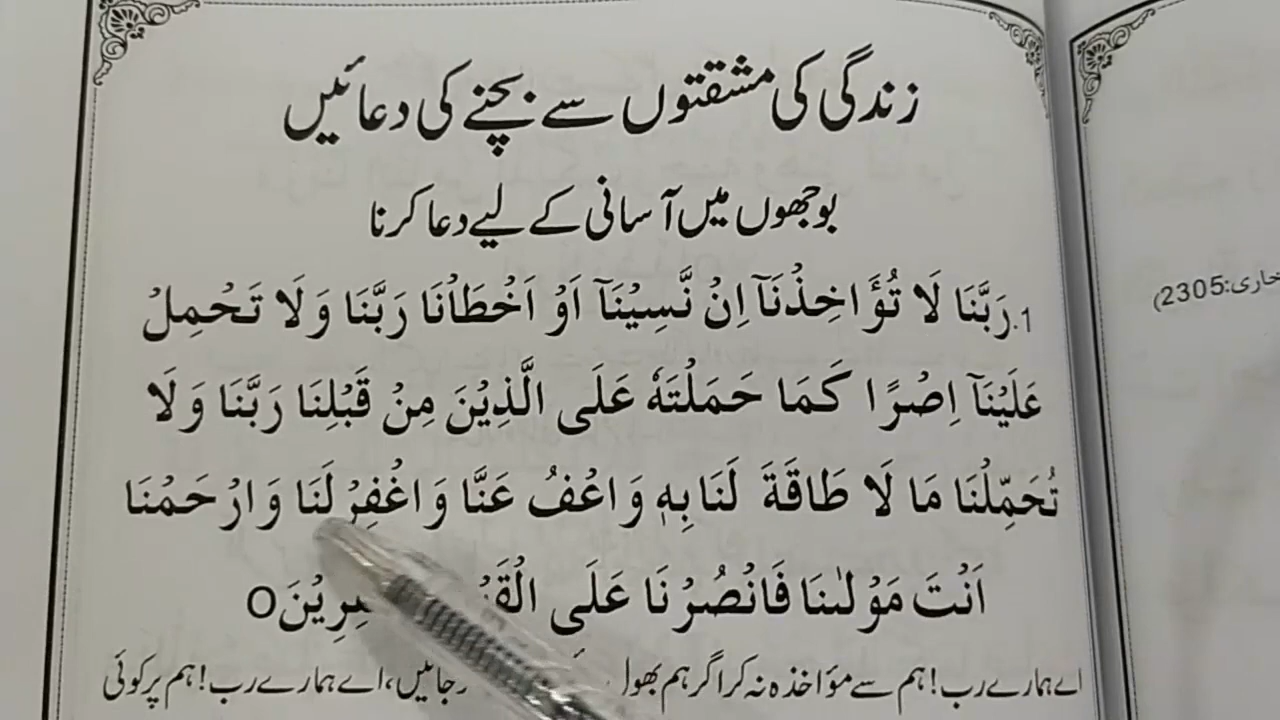 زندگی کی مشقتوں سے بچنے کی دعائیں
بوجھوں میں آسانی کے لیے دعا کرنا
1. رَبَّنَا لَا تُؤَاخِذْنَآ اِنْ نَّسِيْنَآ اَوْ اَخْطَاْنَا رَبَّنَا وَلَا تَحْمِلْ
عَلَيْنَآ اِصْرًا كَمَا حَمَلْتَهٗ عَلَى الَّذِيْنَ مِنْ قَبْلِنَا رَبَّنَا وَلَا
تُحَمِّلْنَا مَا لَا طَاقَةَ لَنَا بِهٖ وَاعْفُ عَنَّا وَاغْفِرْ لَنَا وَارْحَمْنَا
اَنْتَ مَوْلٰىنَا فَانْصُرْنَا عَلَى
اے ہمارے رب! ہم سے مؤاخذہ نہ کر اگر ہم بھول جائیں، اے ہمارے رب! ہم پر کوئی
2305)